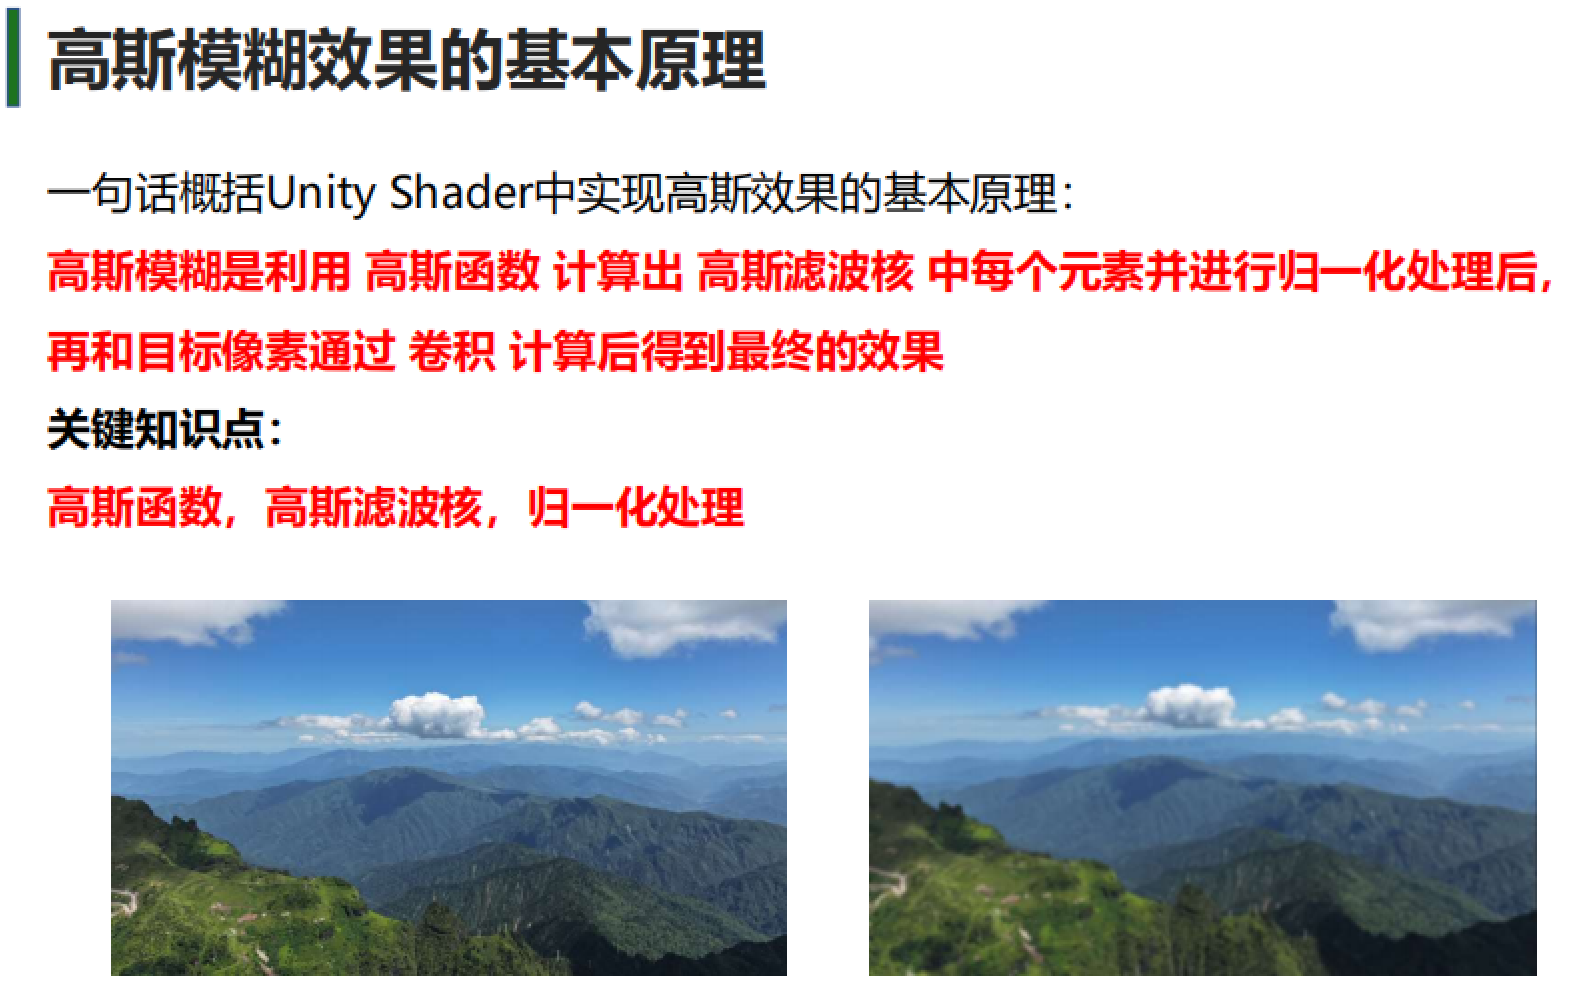 高斯模糊效果的基本原理
一句话概括Unity Shader中实现高斯效果的基本原理：
高斯模糊是利用 高斯函数 计算出 高斯滤波核 中每个元素并进行归一化处理后，
再和目标像素通过 卷积 计算后得到最终的效果
关键知识点：
高斯函数，高斯滤波核，归一化处理